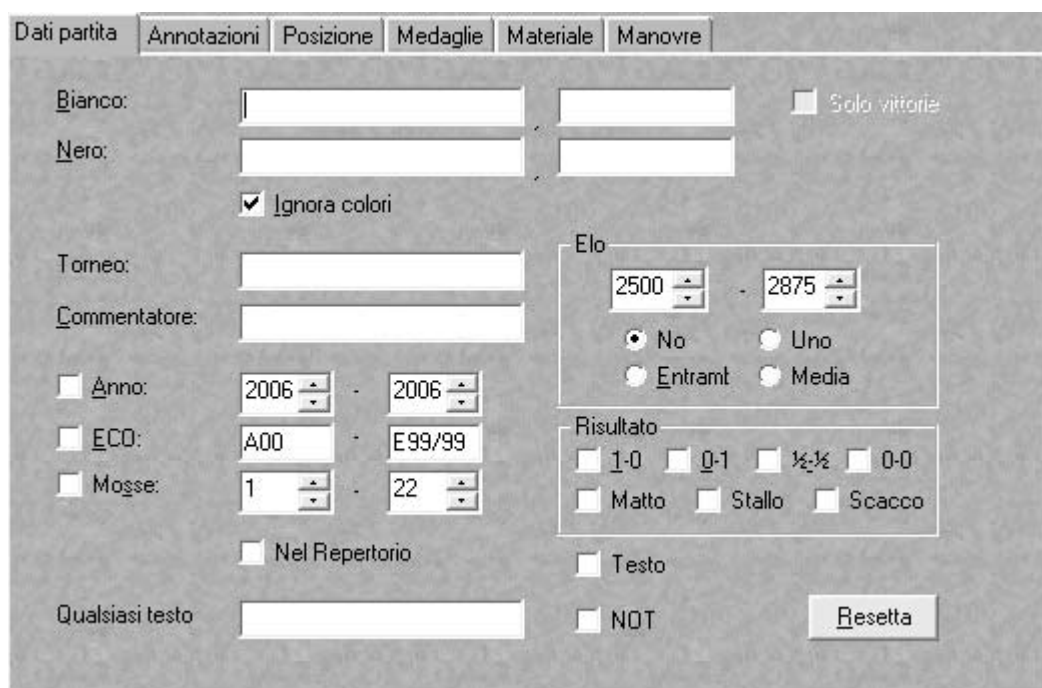 Dati partita Annotazioni Posizione Medaglie Materiale Manovre
Bianco: , Solo vittorie
Nero: ,
Ignora colori
Torneo:
Commentatore:
Elo
2500 - 2875
No Uno
Entramt Media
Anno: 2006 - 2006
ECO: A00 - E99/99
Mosse: 1 - 22
Risultato
1-0 0-1 ½-½ 0-0
Matto Stallo Scacco
Nel Repertorio
Testo
Qualsiasi testo
NOT Resetta